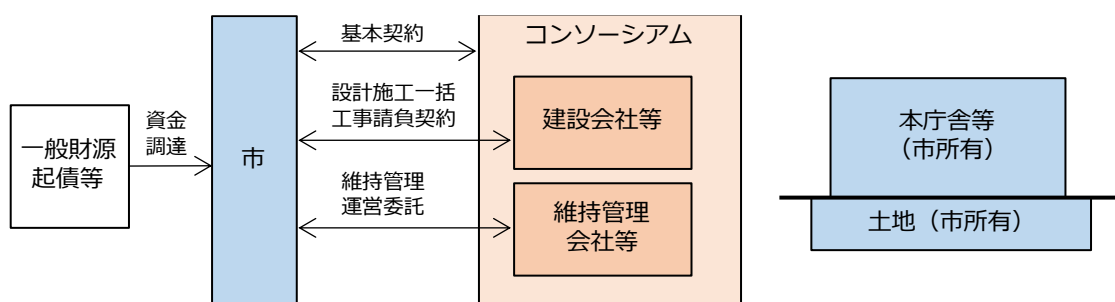 一般財源
起債等
資金
調達
市
基本契約
設計施工一括
工事請負契約
維持管理
運営委託
コンソーシアム
建設会社等
維持管理
会社等
本庁舎等
（市所有）
土地（市所有）